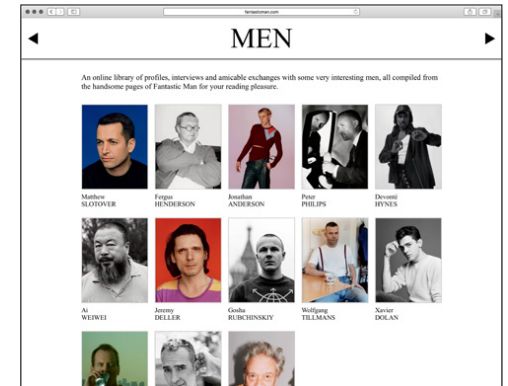 fantasticman.com
MEN
An online library of profiles, interviews and amicable exchanges with some very interesting men, all compiled from
the handsome pages of Fantastic Man for your reading pleasure.
Matthew
SLOTOVER
Fergus
HENDERSON
Jonathan
ANDERSON
Peter
PHILIPS
Devonté
HYNES
Ai
WEIWEI
Jeremy
DELLER
Gosha
RUBCHINSKIY
Wolfgang
TILLMANS
Xavier
DOLAN